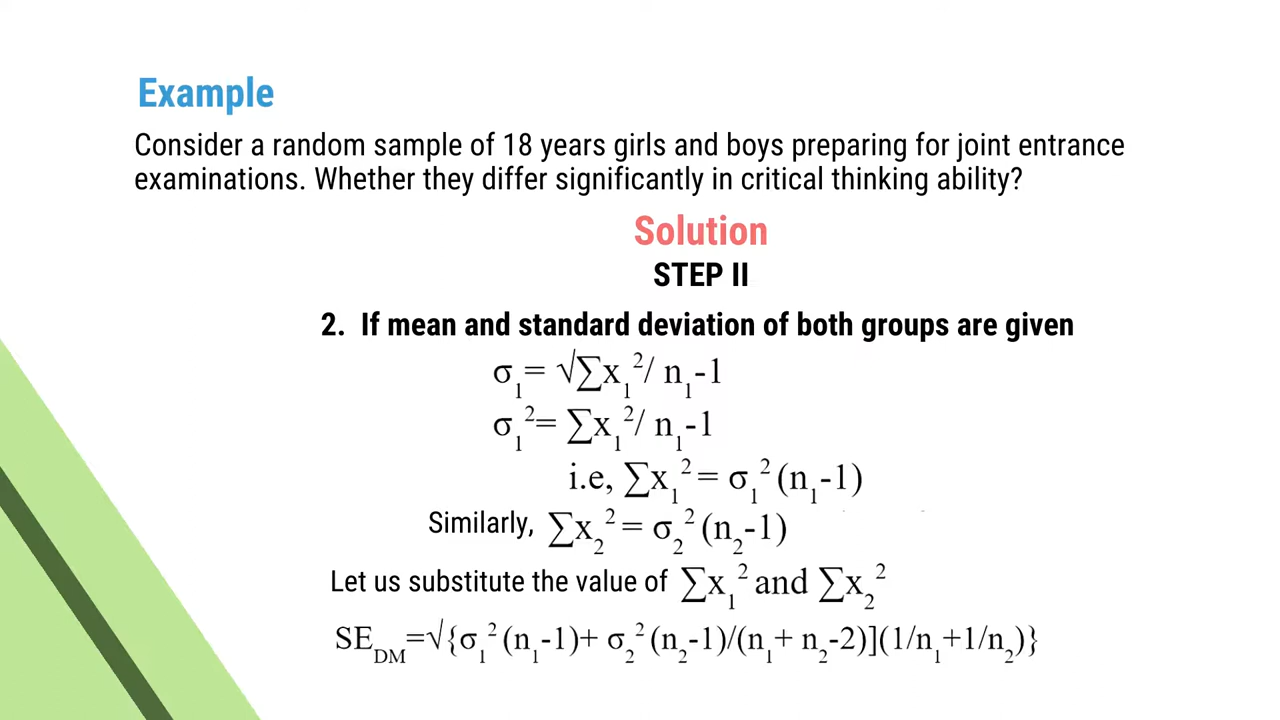 Example
Consider a random sample of 18 years girls and boys preparing for joint entrance
examinations. Whether they differ significantly in critical thinking ability?
Solution
STEP II
2. If mean and standard deviation of both groups are given
σ₁= √∑x₁²/ n₁-1
σ₁²= ∑x₁²/ n₁-1
i.e, ∑x₁²= σ₁²(n₁-1)
Similarly, ∑x₂²= σ₂²(n₂-1)
Let us substitute the value of ∑x₁² and ∑x₂²
SE_DM=√{σ₁²(n₁-1)+ σ₂²(n₂-1)/(n₁+ n₂-2)](1/n₁+1/n₂)}